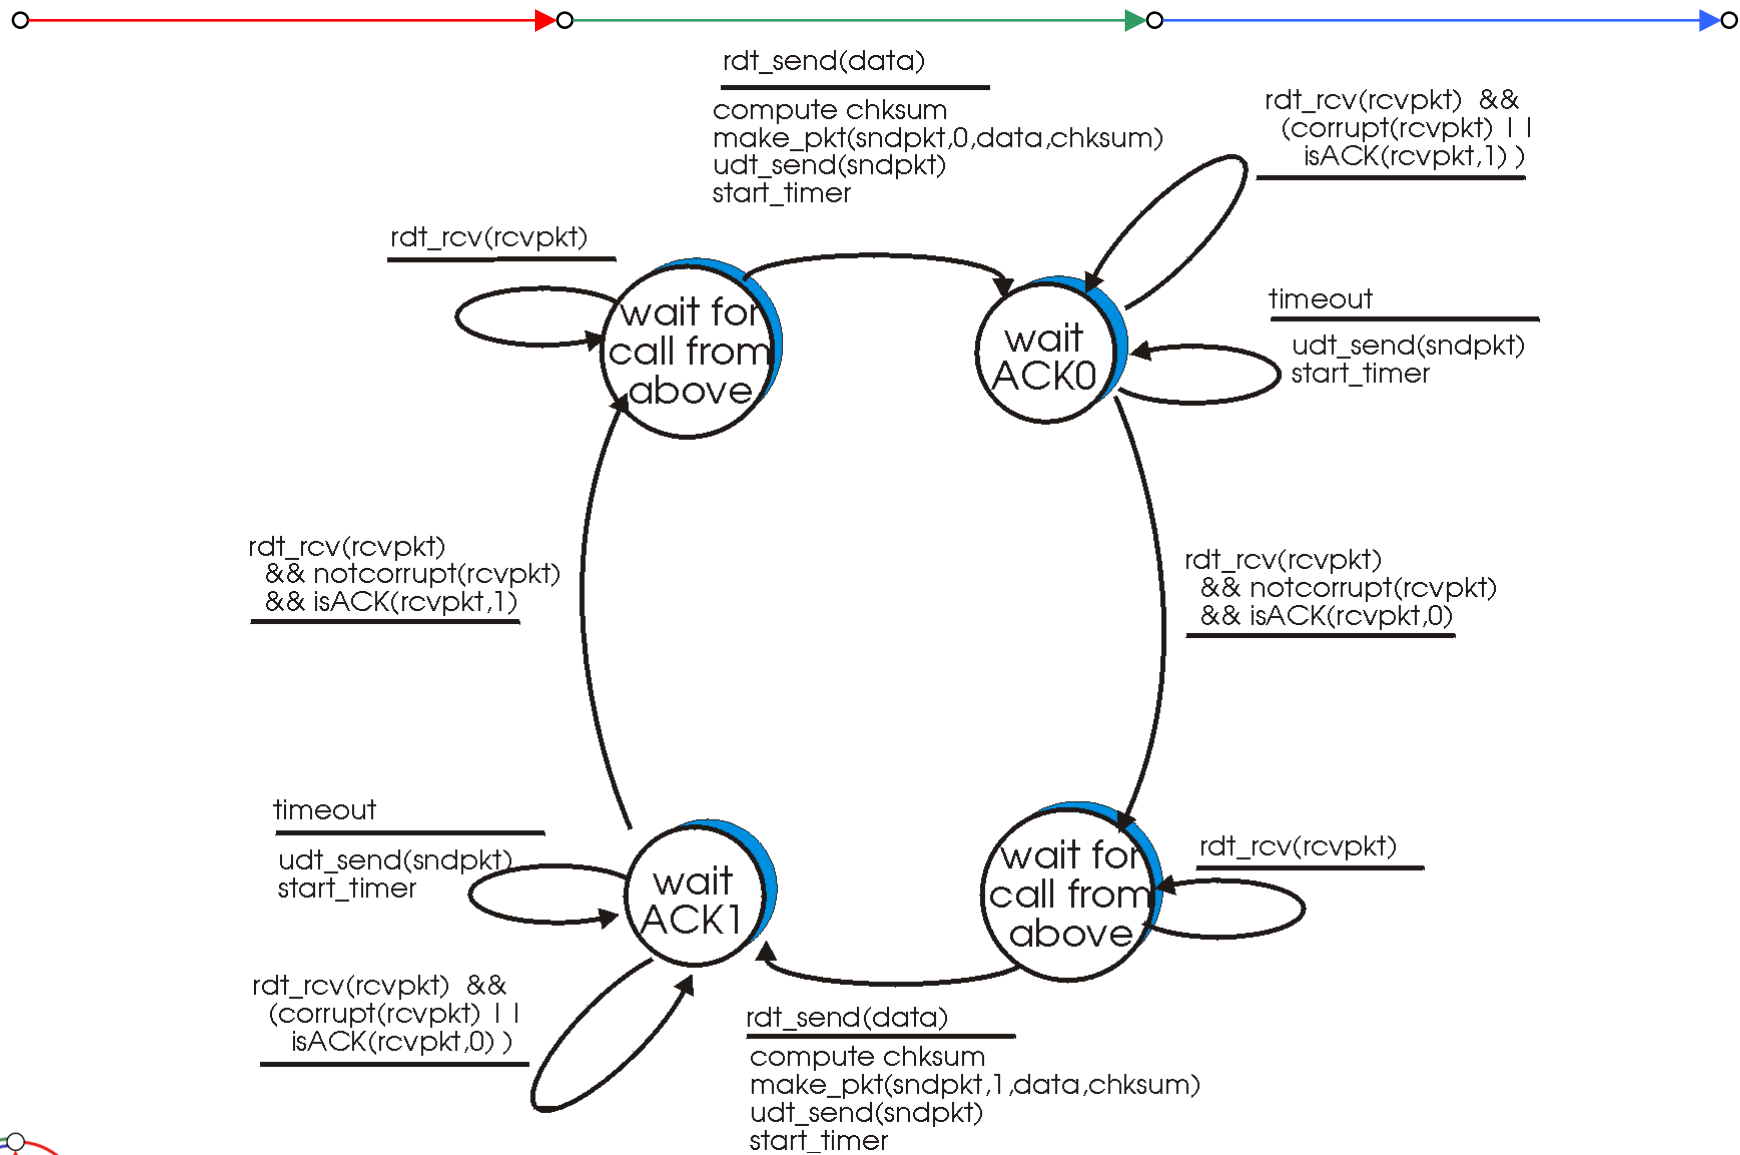 rdt_send(data)
compute chksum
make_pkt(sndpkt,0,data,chksum)
udt_send(sndpkt)
start_timer
rdt_rcv(rcvpkt) &&
(corrupt(rcvpkt) | |
isACK(rcvpkt,1) )
rdt_rcv(rcvpkt)
wait for
call from
above
wait
ACK0
timeout
udt_send(sndpkt)
start_timer
rdt_rcv(rcvpkt)
&& notcorrupt(rcvpkt)
&& isACK(rcvpkt,1)
rdt_rcv(rcvpkt)
&& notcorrupt(rcvpkt)
&& isACK(rcvpkt,0)
timeout
udt_send(sndpkt)
start_timer
wait
ACK1
wait for
call from
above
rdt_rcv(rcvpkt)
rdt_rcv(rcvpkt) &&
(corrupt(rcvpkt) | |
isACK(rcvpkt,0) )
rdt_send(data)
compute chksum
make_pkt(sndpkt,1,data,chksum)
udt_send(sndpkt)
start_timer